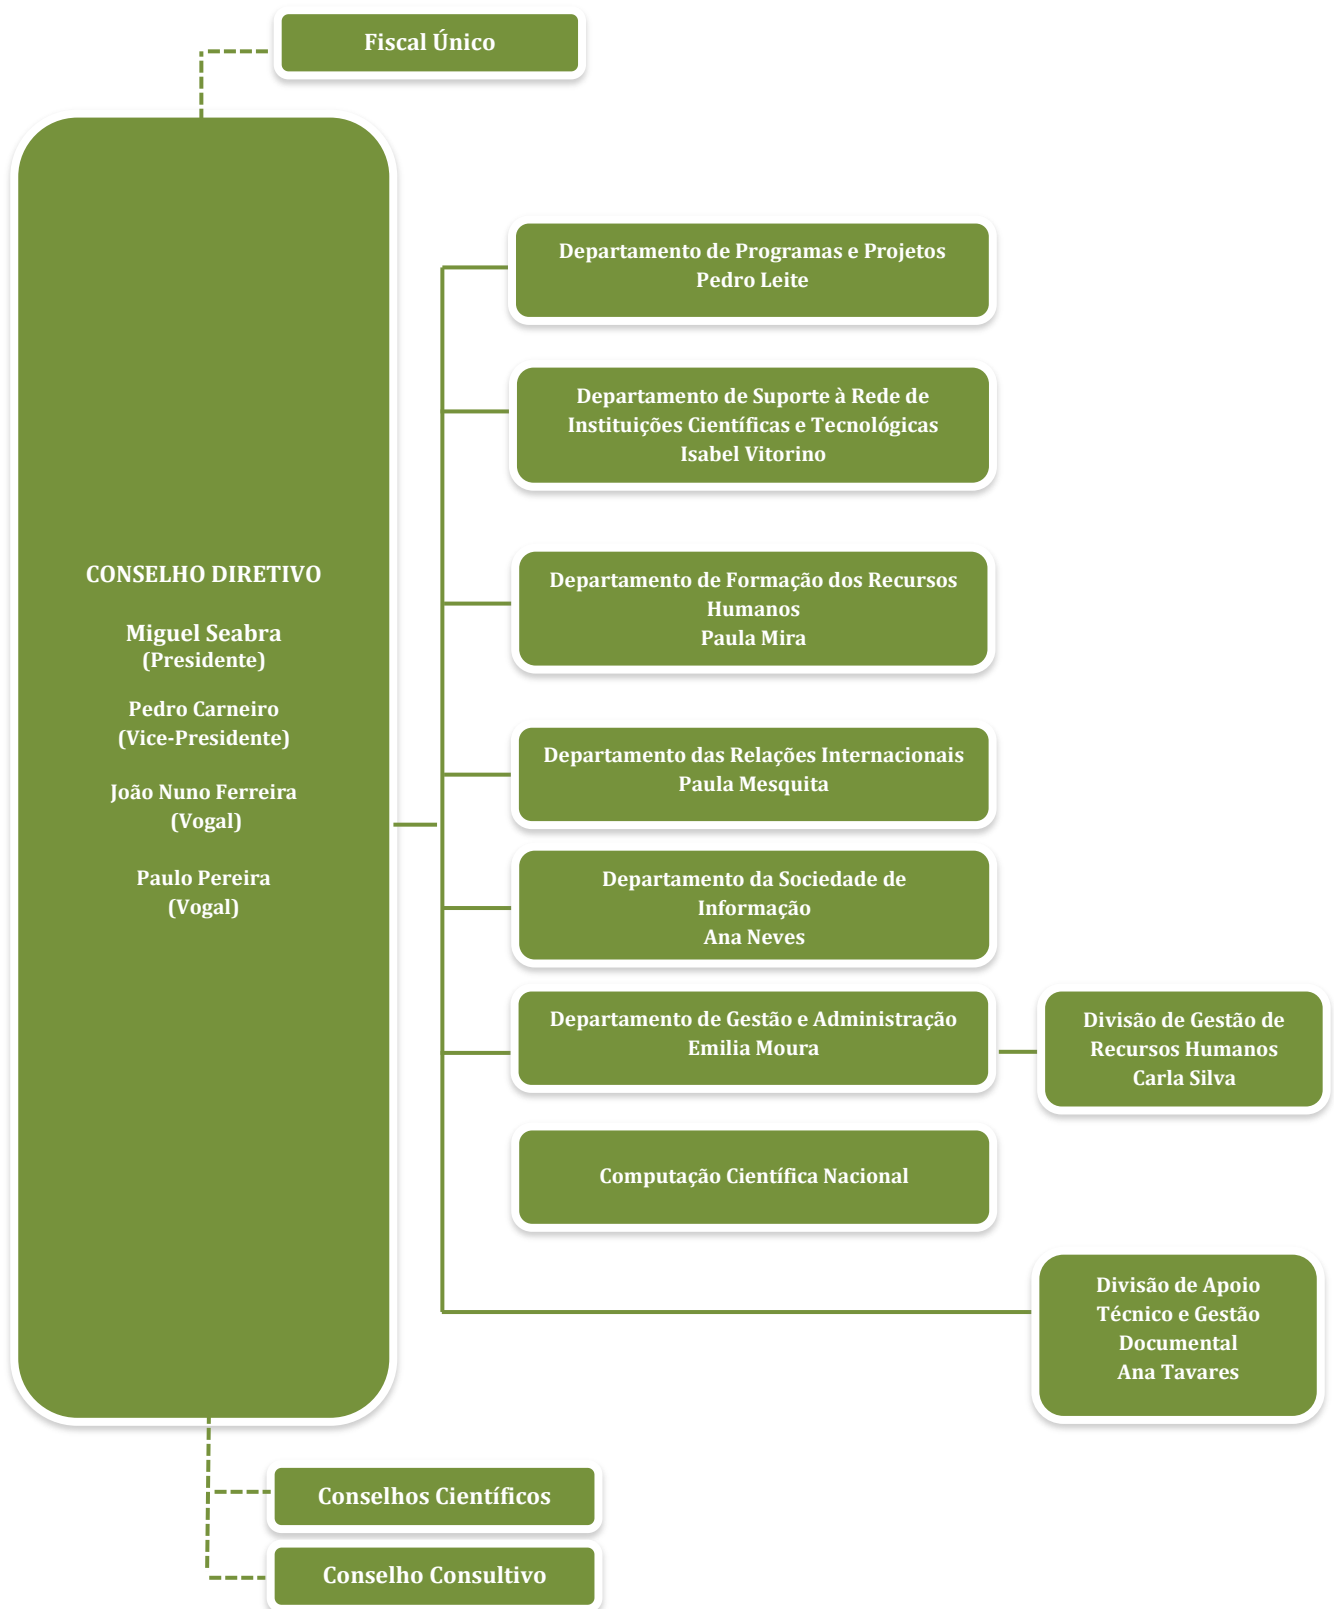 Fiscal Único
CONSELHO DIRETIVO
Miguel Seabra
(Presidente)
Pedro Carneiro
(Vice-Presidente)
João Nuno Ferreira
(Vogal)
Paulo Pereira
(Vogal)
Departamento de Programas e Projetos
Pedro Leite
Departamento de Suporte à Rede de
Instituições Científicas e Tecnológicas
Isabel Vitorino
Departamento de Formação dos Recursos
Humanos
Paula Mira
Departamento das Relações Internacionais
Paula Mesquita
Departamento da Sociedade de
Informação
Ana Neves
Departamento de Gestão e Administração
Emilia Moura
Divisão de Gestão de
Recursos Humanos
Carla Silva
Computação Científica Nacional
Divisão de Apoio
Técnico e Gestão
Documental
Ana Tavares
Conselhos Científicos
Conselho Consultivo